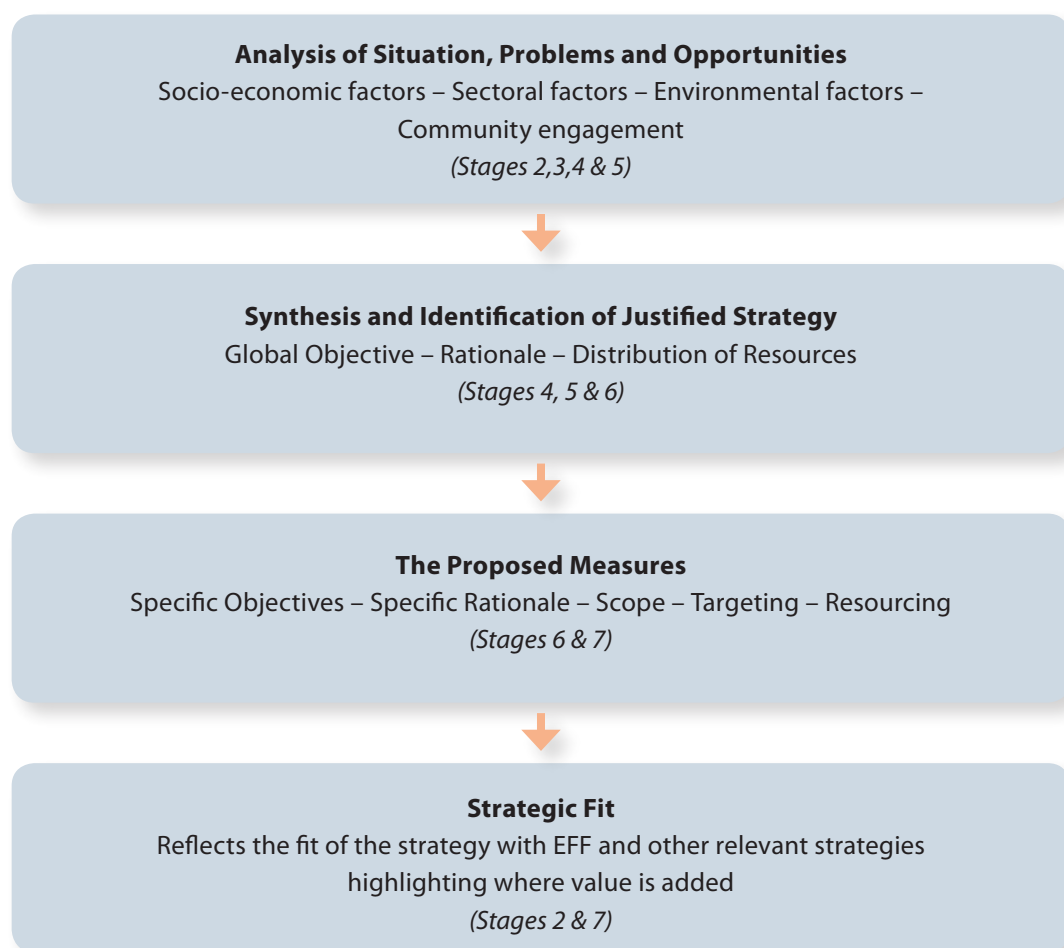 Analysis of Situation, Problems and Opportunities
Socio-economic factors – Sectoral factors – Environmental factors –
Community engagement
(Stages 2,3,4 & 5)
Synthesis and Identification of Justified Strategy
Global Objective – Rationale – Distribution of Resources
(Stages 4, 5 & 6)
The Proposed Measures
Specific Objectives – Specific Rationale – Scope – Targeting – Resourcing
(Stages 6 & 7)
Strategic Fit
Reflects the fit of the strategy with EFF and other relevant strategies
highlighting where value is added
(Stages 2 & 7)